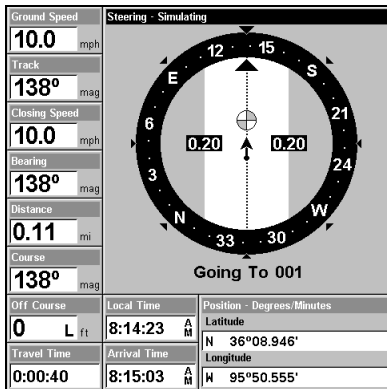 Ground Speed
10.0 mph
Track
138º mag
Closing Speed
10.0 mph
Bearing
138º mag
Distance
0.11 mi
Course
138º mag
Off Course
0 L ft
Travel Time
0:00:40
Steering - Simulating
12 15
E S
6 21
0.20 0.20
3 24
N W
33 30
Going To 001
Local Time
8:14:23 AM
Arrival Time
8:15:03 AM
Position - Degrees/Minutes
Latitude
N 36º08.946'
Longitude
W 95º50.555'